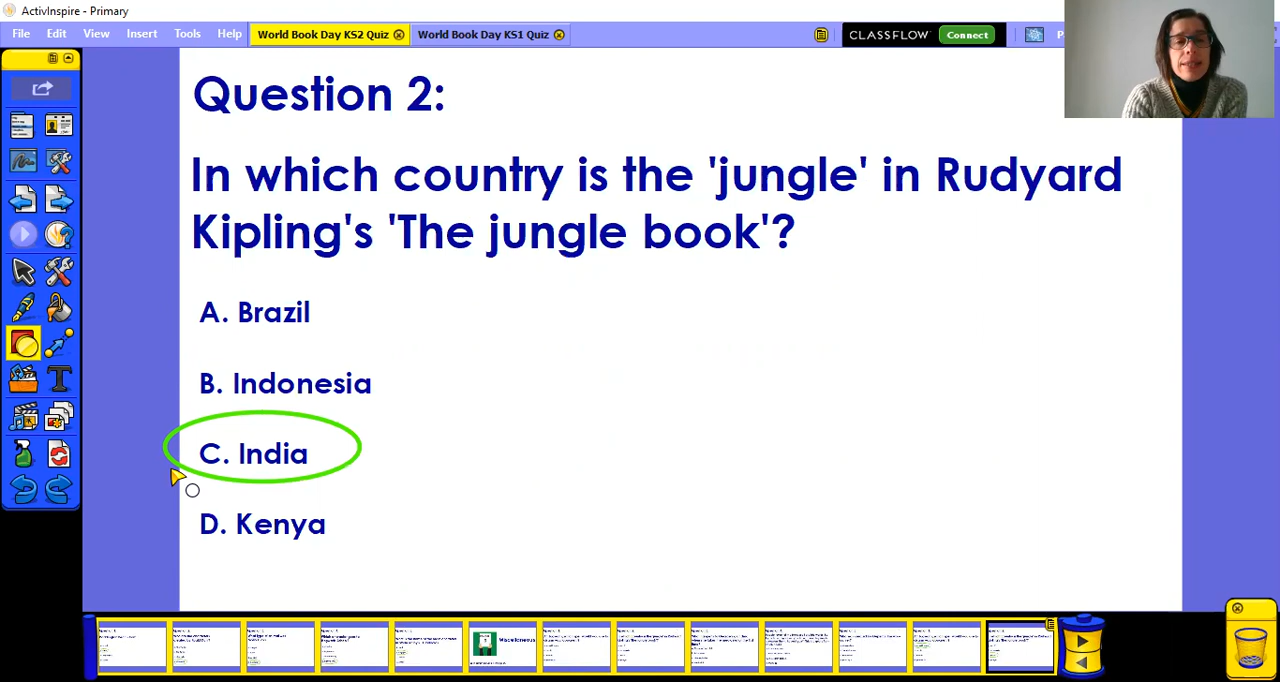 ActivInspire - Primary
File Edit View Insert Tools Help
World Book Day KS2 Quiz
World Book Day KS1 Quiz
CLASSFLOW Connect
Question 2:
In which country is the 'jungle' in Rudyard
Kipling's 'The jungle book'?
A. Brazil
B. Indonesia
C. India
D. Kenya
Miscellaneous